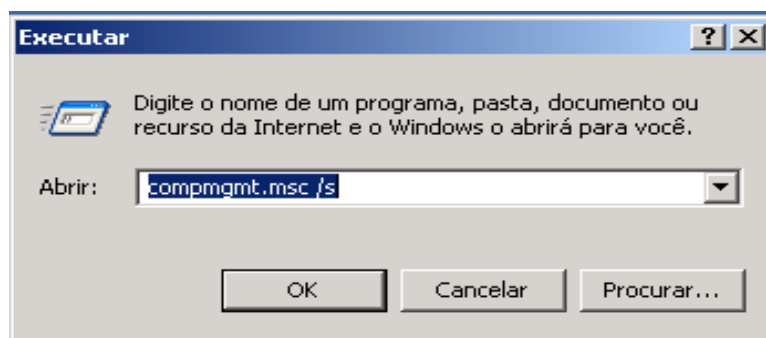 Executar
Digite o nome de um programa, pasta, documento ou
recurso da Internet e o Windows o abrirá para você.
Abrir: compmgmt.msc /s
OK Cancelar Procurar...